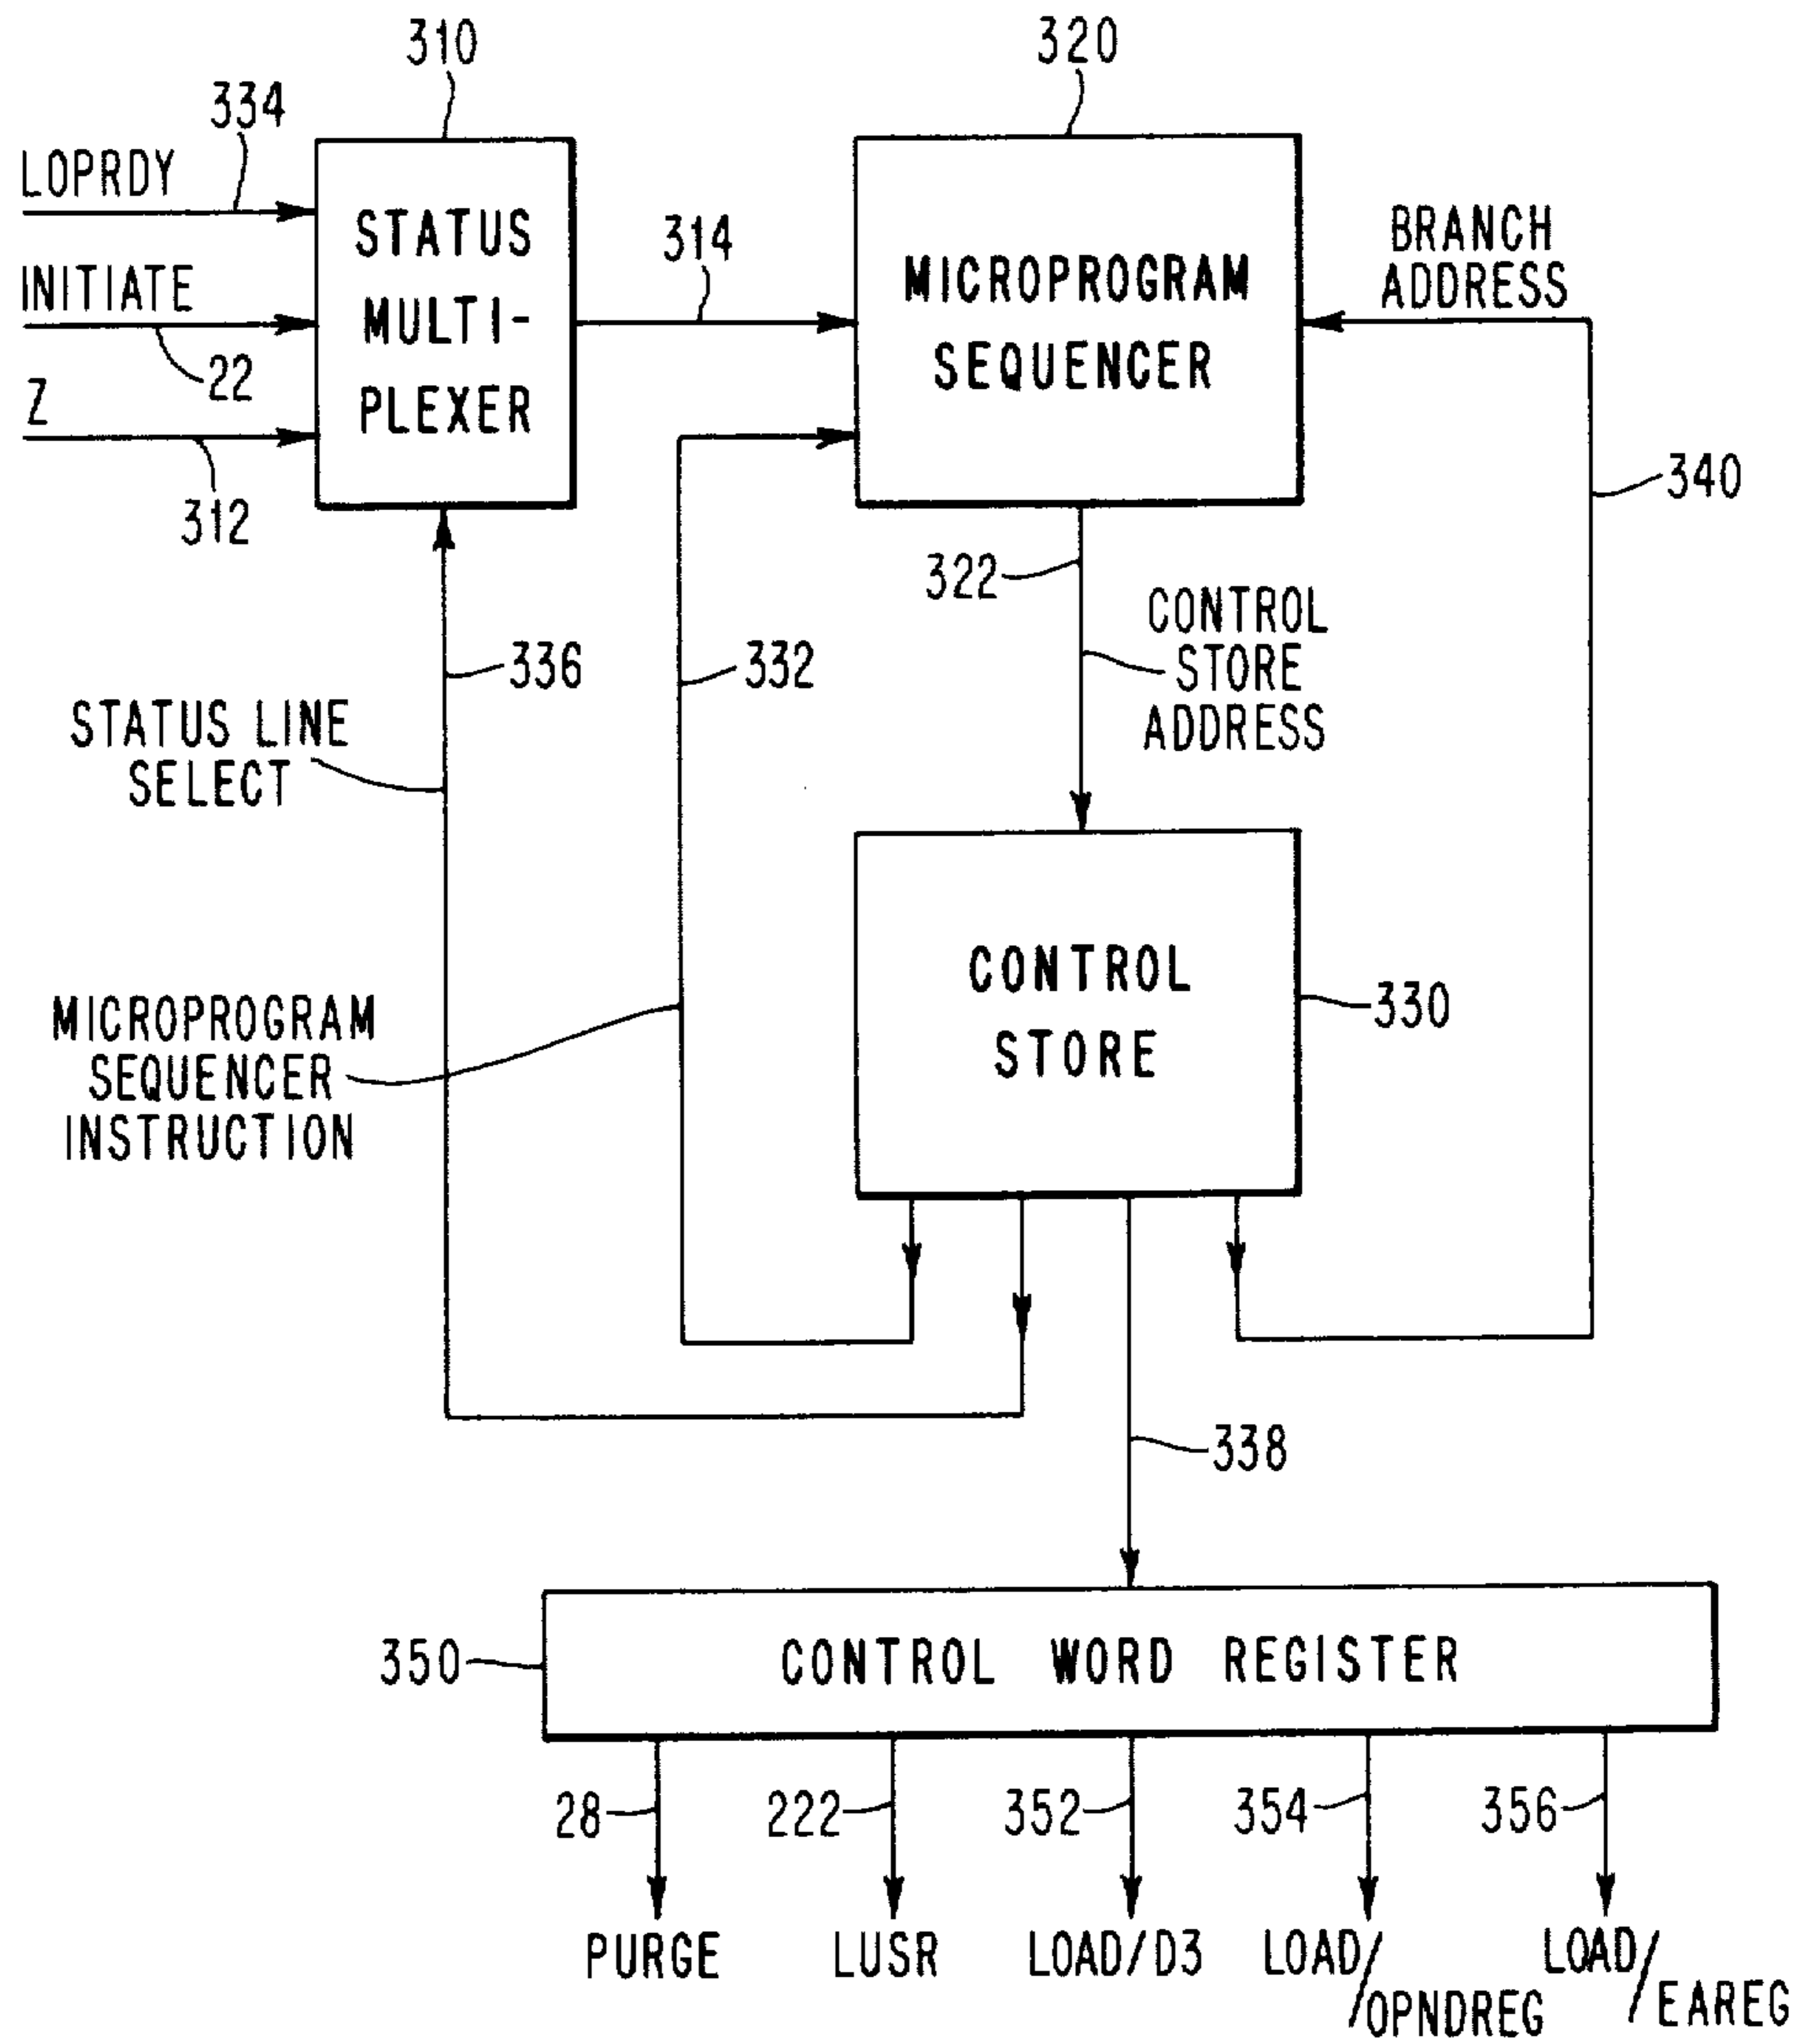 310
320
334
LOPRDY
STATUS
MULTI-
PLEXER
314
MICROPROGRAM
SEQUENCER
BRANCH
ADDRESS
INITIATE
22
Z
312
340
322
CONTROL
STORE
ADDRESS
336
332
STATUS LINE
SELECT
CONTROL
STORE
330
MICROPROGRAM
SEQUENCER
INSTRUCTION
338
350
CONTROL WORD REGISTER
28
222
352
354
356
PURGE
LUSR
LOAD/D3
LOAD/
/OPNDREG
LOAD/
/EAREG